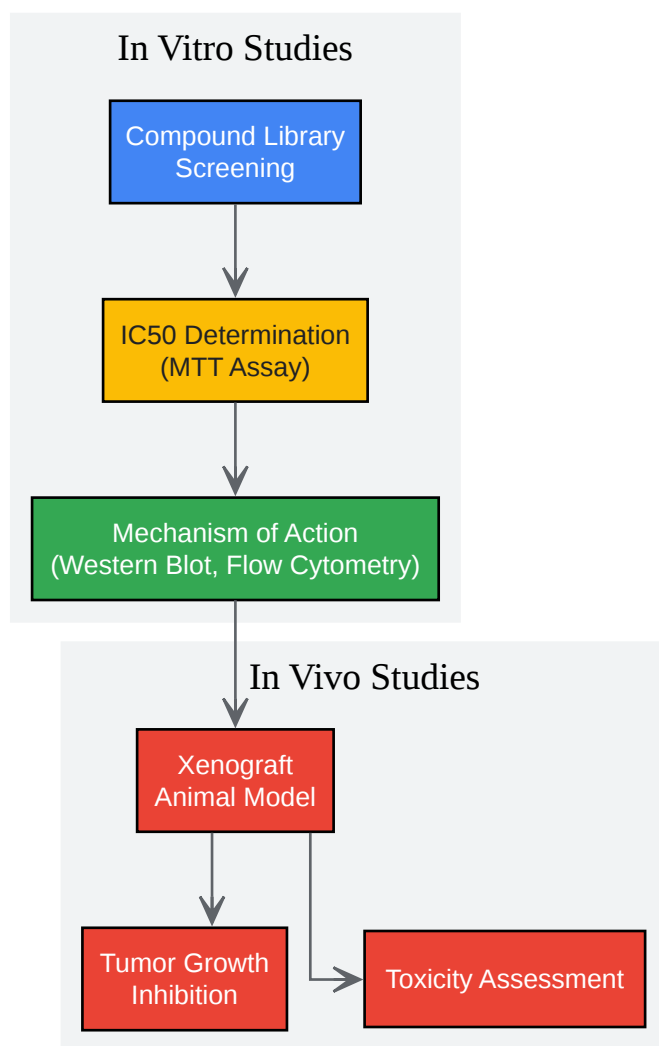 In Vitro Studies
Compound Library
Screening
IC50 Determination
(MTT Assay)
Mechanism of Action
(Western Blot, Flow Cytometry)
In Vivo Studies
Xenograft
Animal Model
Tumor Growth
Inhibition
Toxicity Assessment